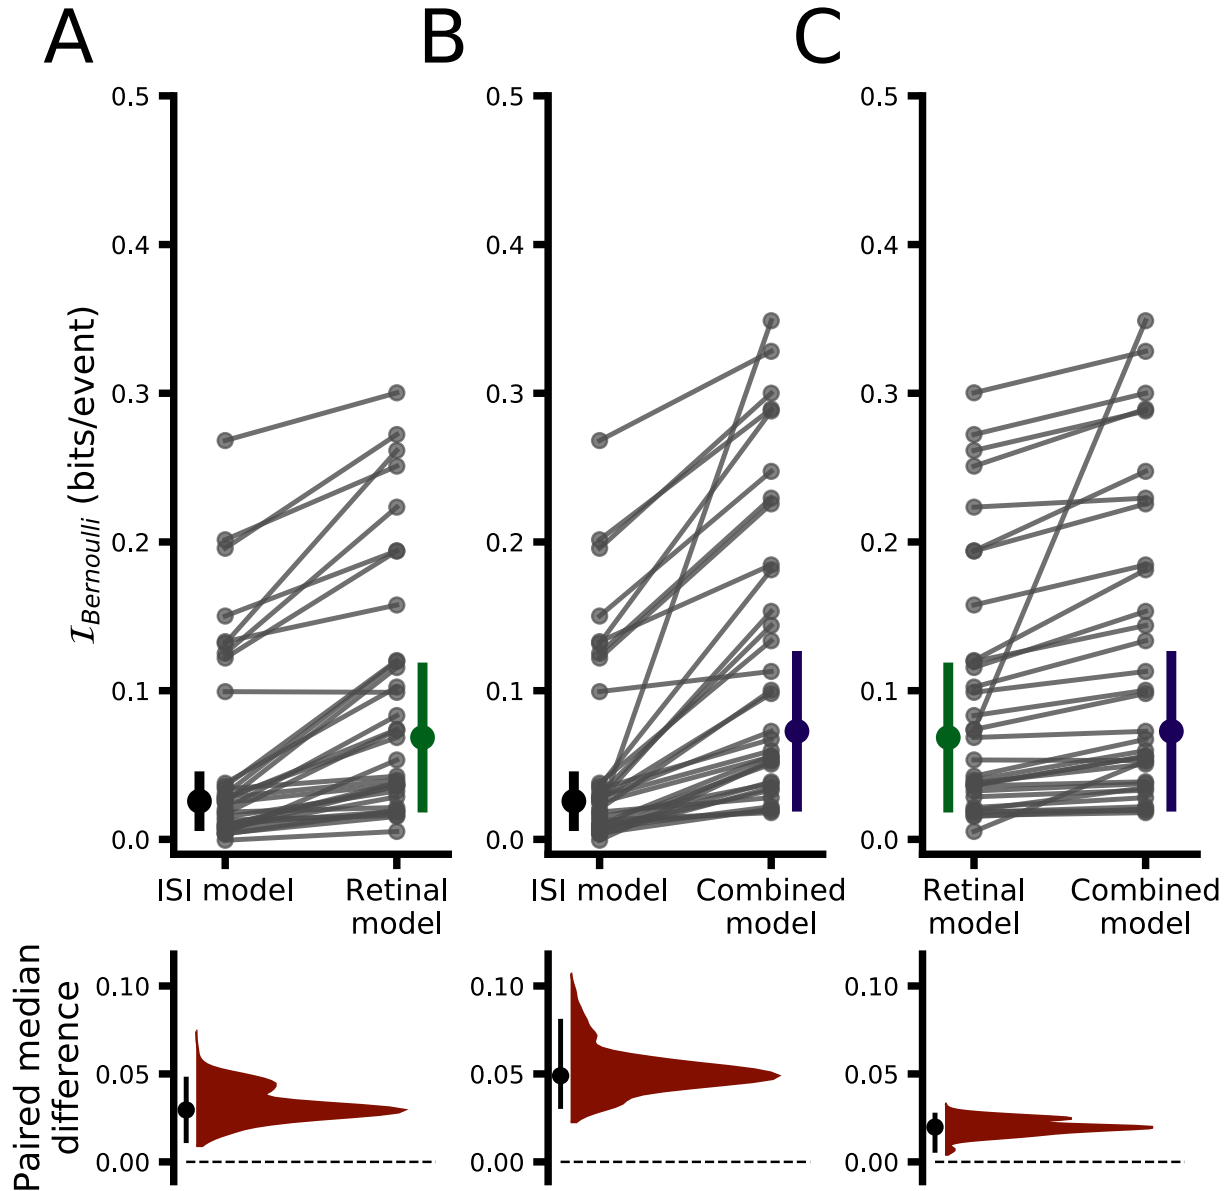 A B C
0.5 0.5 0.5
0.4 0.4 0.4
0.3 0.3 0.3
0.2 0.2 0.2
0.1 0.1 0.1
0.0 0.0 0.0
𝓘Bernoulli (bits/event)
ISI model Retinal model
ISI model Combined model
Retinal model Combined model
Paired median
difference
0.10 0.10 0.10
0.05 0.05 0.05
0.00 0.00 0.00